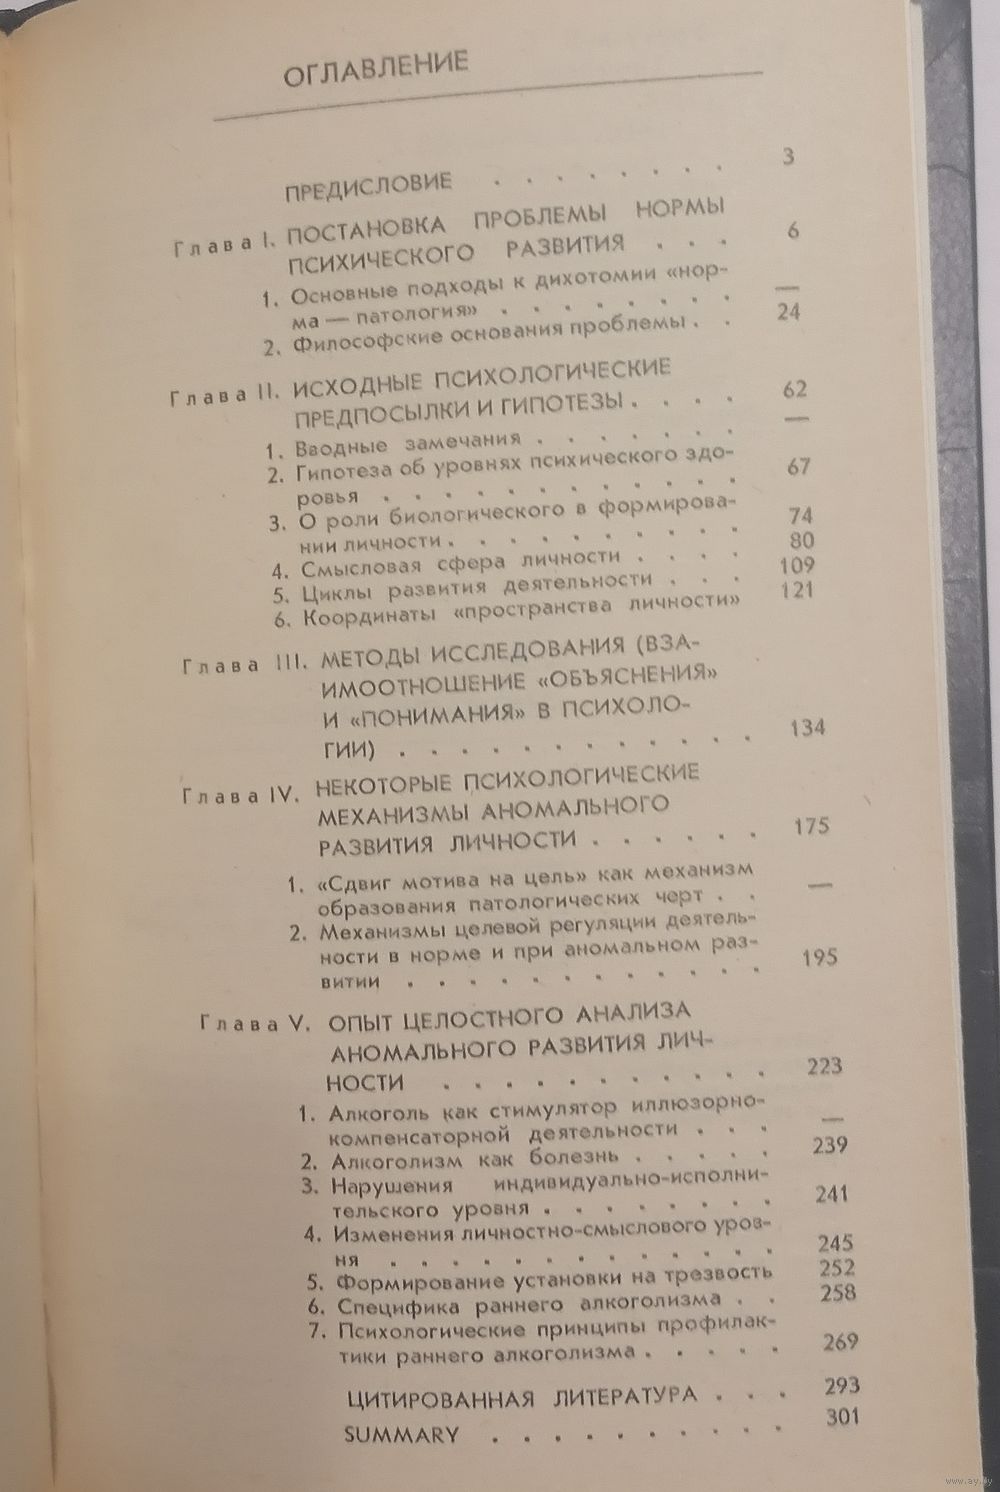 ОГЛАВЛЕНИЕ
ПРЕДИСЛОВИЕ . . . . . . . . 3
Глава I. ПОСТАНОВКА ПРОБЛЕМЫ НОРМЫ
ПСИХИЧЕСКОГО РАЗВИТИЯ . . . 6
1. Основные подходы к дихотомии «нор-
ма — патология» . . . . . . . —
2. Философские основания проблемы . . 24
Глава II. ИСХОДНЫЕ ПСИХОЛОГИЧЕСКИЕ
ПРЕДПОСЫЛКИ И ГИПОТЕЗЫ . . . . 62
1. Вводные замечания . . . . . . . —
2. Гипотеза об уровнях психического здо-
ровья . . . . . . . . . . . . 67
3. О роли биологического в формирова-
нии личности . . . . . . . . . . 74
4. Смысловая сфера личности . . . . 80
5. Циклы развития деятельности . . . 109
6. Координаты «пространства личности» 121
Глава III. МЕТОДЫ ИССЛЕДОВАНИЯ (ВЗА-
ИМООТНОШЕНИЕ «ОБЪЯСНЕНИЯ»
И «ПОНИМАНИЯ» В ПСИХОЛО-
ГИИ) . . . . . . . . . . . . 134
Глава IV. НЕКОТОРЫЕ ПСИХОЛОГИЧЕСКИЕ
МЕХАНИЗМЫ АНОМАЛЬНОГО
РАЗВИТИЯ ЛИЧНОСТИ . . . . . . 175
1. «Сдвиг мотива на цель» как механизм
образования патологических черт . . —
2. Механизмы целевой регуляции деятель-
ности в норме и при аномальном раз-
витии . . . . . . . . . . . . 195
Глава V. ОПЫТ ЦЕЛОСТНОГО АНАЛИЗА
АНОМАЛЬНОГО РАЗВИТИЯ ЛИЧ-
НОСТИ . . . . . . . . . . . 223
1. Алкоголь как стимулятор иллюзорно-
компенсаторной деятельности . . . —
2. Алкоголизм как болезнь . . . . . 239
3. Нарушения индивидуально-исполни-
тельского уровня . . . . . . . . 241
4. Изменения личностно-смыслового уров-
ня . . . . . . . . . . . . . 245
5. Формирование установки на трезвость 252
6. Специфика раннего алкоголизма . . 258
7. Психологические принципы профилак-
тики раннего алкоголизма . . . . . 269
ЦИТИРОВАННАЯ ЛИТЕРАТУРА . . . 293
SUMMARY . . . . . . . . . . 301
www.ay.by